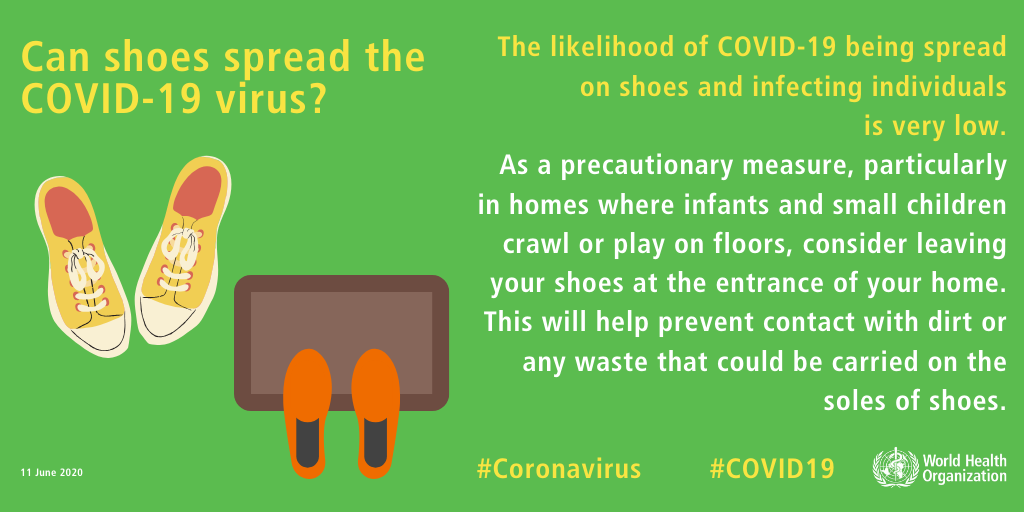 Can shoes spread the
COVID-19 virus?
The likelihood of COVID-19 being spread
on shoes and infecting individuals
is very low.
As a precautionary measure, particularly
in homes where infants and small children
crawl or play on floors, consider leaving
your shoes at the entrance of your home.
This will help prevent contact with dirt or
any waste that could be carried on the
soles of shoes.
11 June 2020
#Coronavirus
#COVID19
World Health
Organization